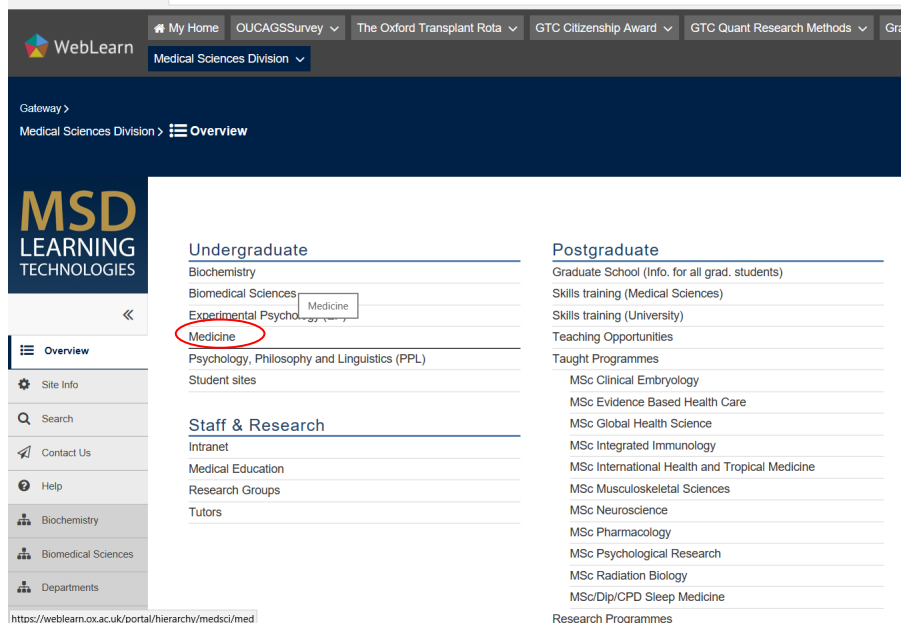 My Home OUCAGSSurvey The Oxford Transplant Rota GTC Citizenship Award GTC Quant Research Methods
WebLearn
Medical Sciences Division
Gateway >
Medical Sciences Division > Overview
MSD
LEARNING
TECHNOLOGIES
«
Overview
Site Info
Search
Contact Us
Help
Biochemistry
Biomedical Sciences
Departments
Undergraduate
Biochemistry
Biomedical Sciences
Medicine
Experimental
Medicine
Psychology, Philosophy and Linguistics (PPL)
Student sites
Staff & Research
Intranet
Medical Education
Research Groups
Tutors
Postgraduate
Graduate School (Info. for all grad. students)
Skills training (Medical Sciences)
Skills training (University)
Teaching Opportunities
Taught Programmes
MSc Clinical Embryology
MSc Evidence Based Health Care
MSc Global Health Science
MSc Integrated Immunology
MSc International Health and Tropical Medicine
MSc Musculoskeletal Sciences
MSc Neuroscience
MSc Pharmacology
MSc Psychological Research
MSc Radiation Biology
MSc/Dip/CPD Sleep Medicine
Research Programmes
https://weblearn.ox.ac.uk/portal/hierarchy/medsci/med